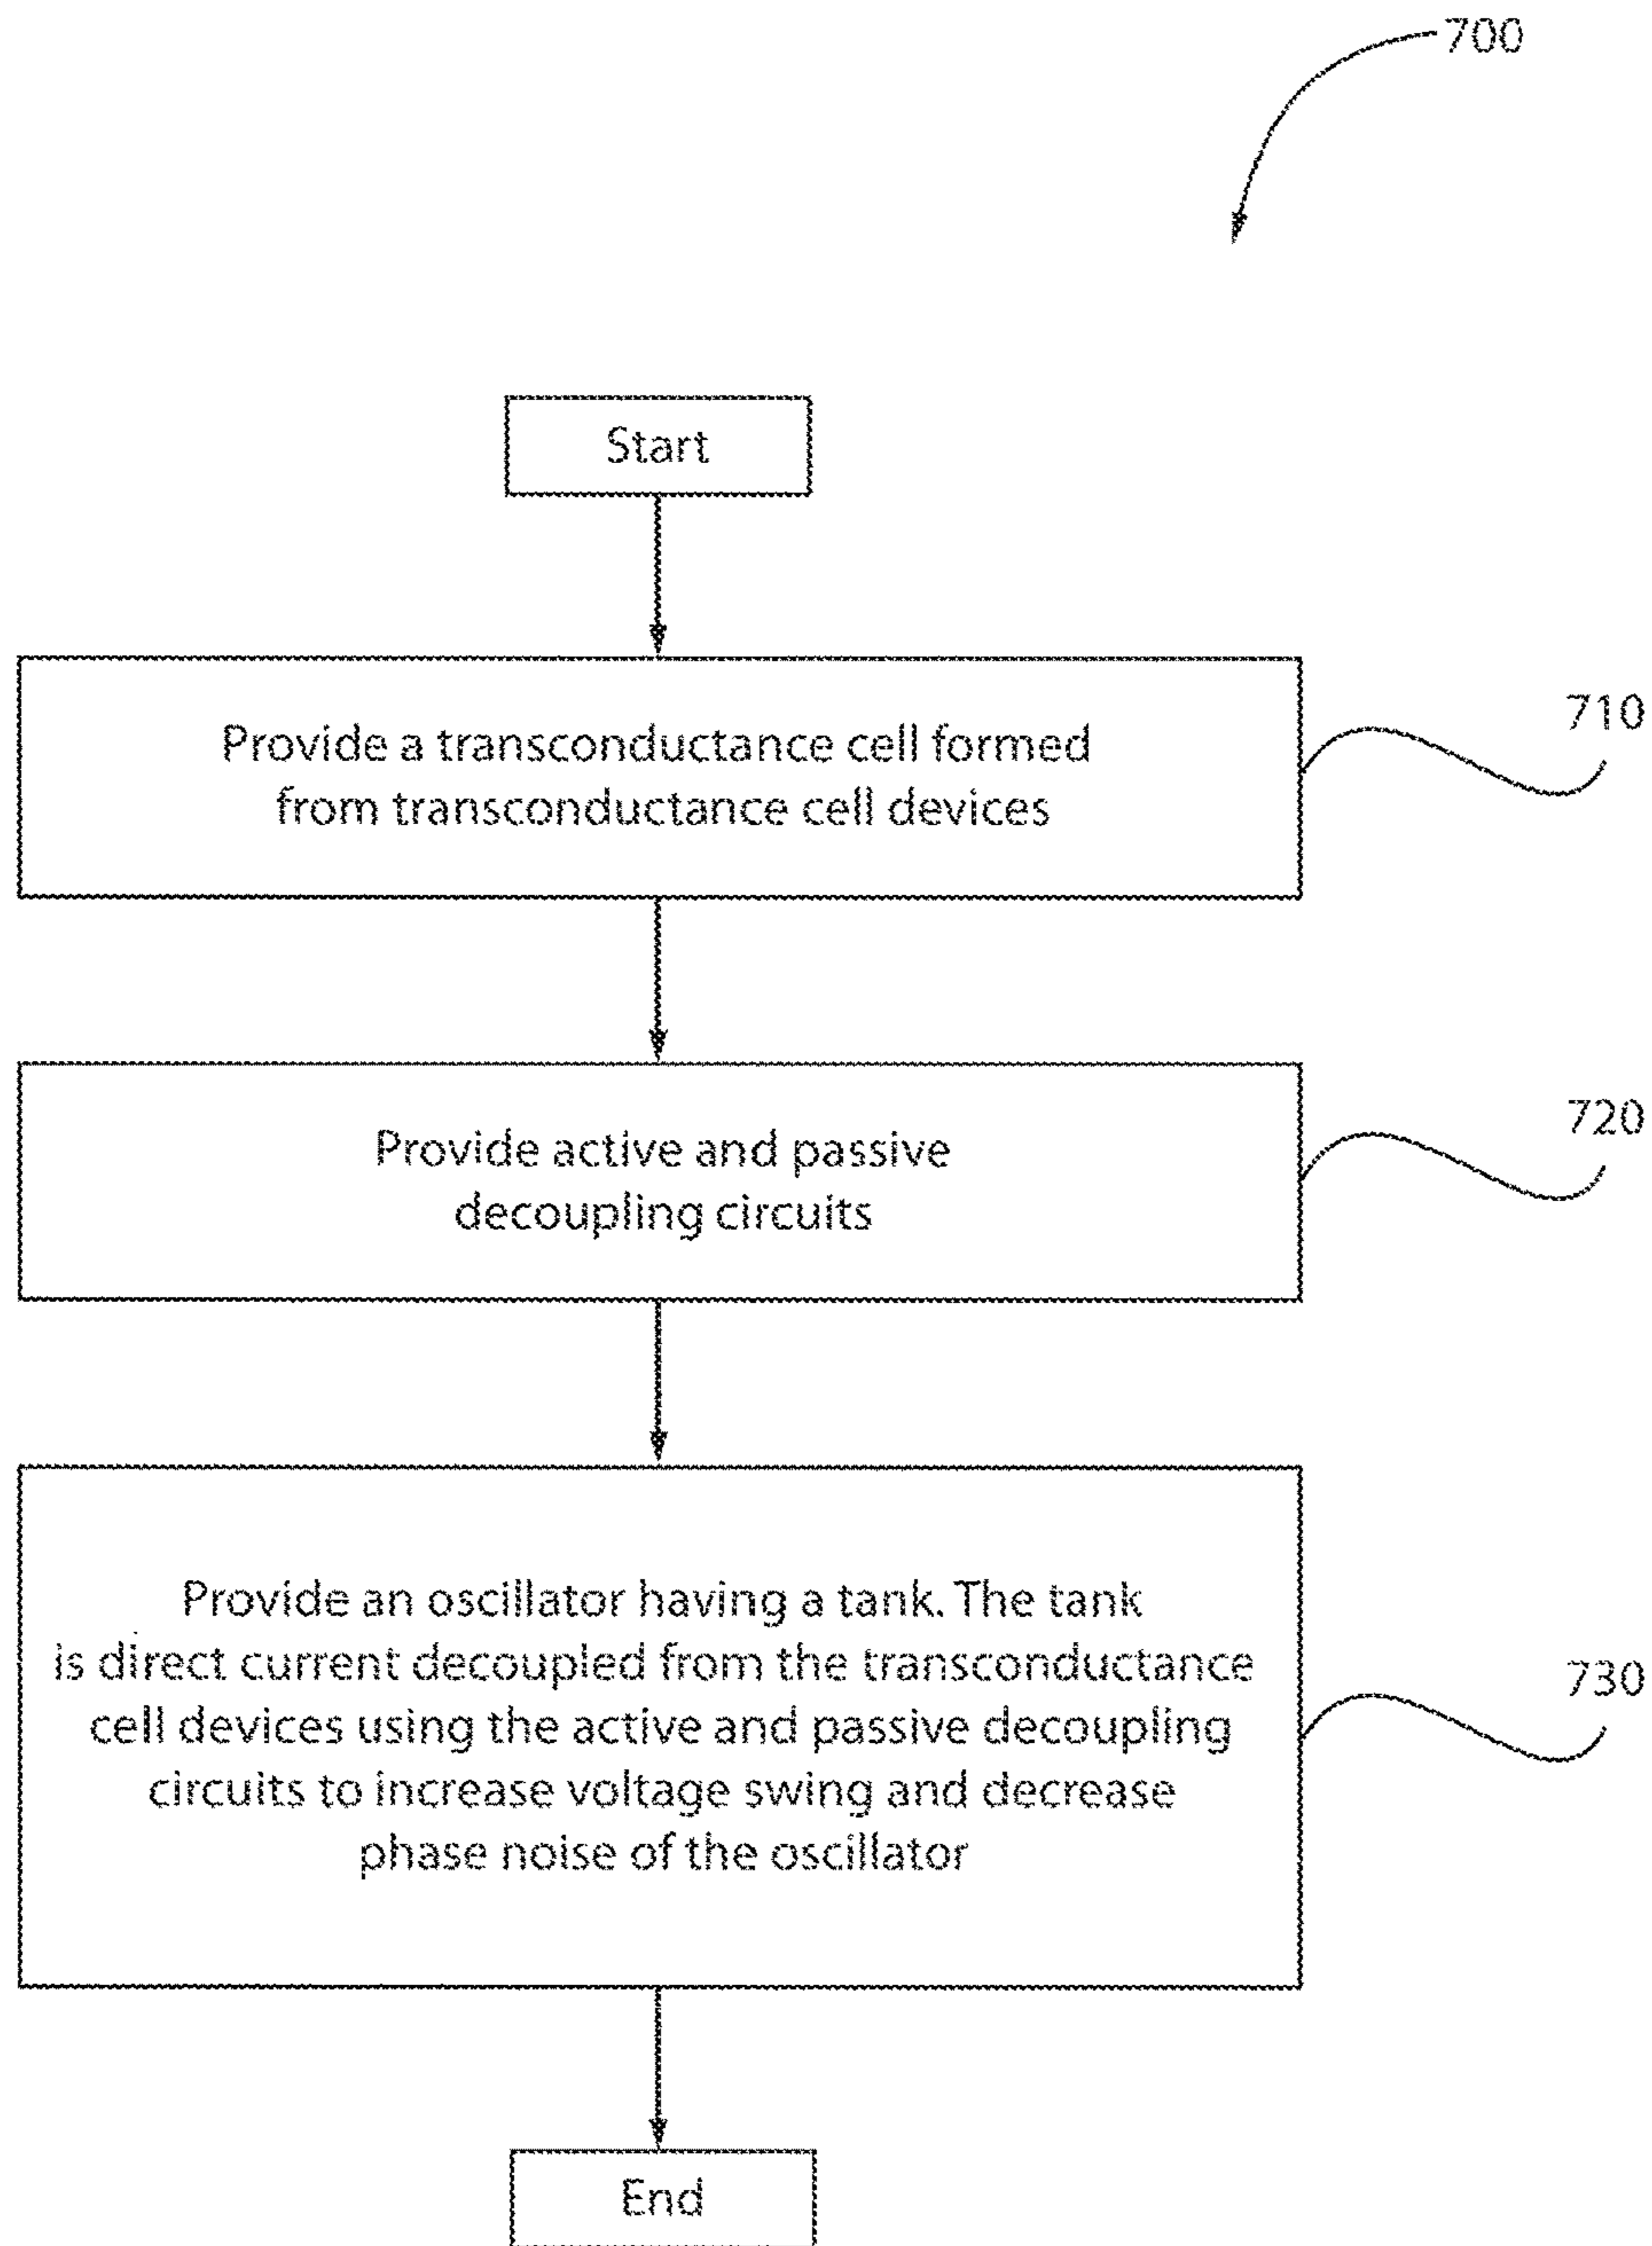 700
Start
Provide a transconductance cell formed
from transconductance cell devices
710
Provide active and passive
decoupling circuits
720
Provide an oscillator having a tank. The tank
is direct current decoupled from the transconductance
cell devices using the active and passive decoupling
circuits to increase voltage swing and decrease
phase noise of the oscillator
730
End